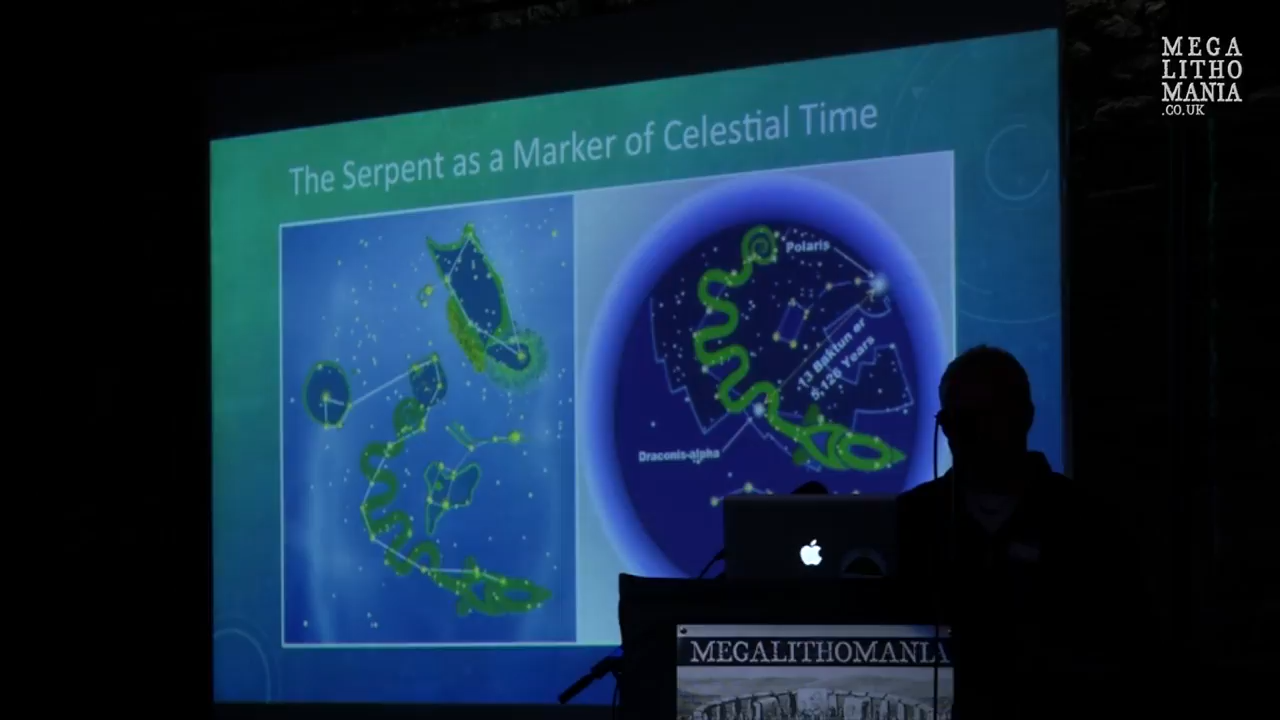 MEGA
LITHO
MANIA
.CO.UK
The Serpent as a Marker of Celestial Time
Polaris
13 Baktun or
5,126 Years
Draconis-alpha
MEGALITHOMANIA